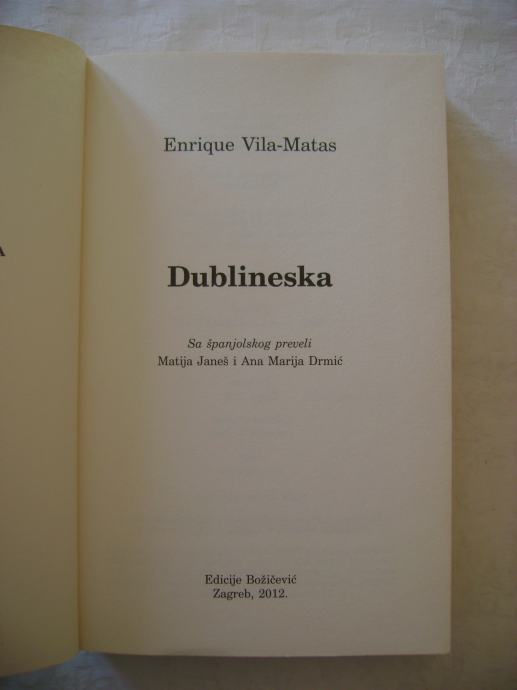 Enrique Vila-Matas
Dublineska
Sa španjolskog preveli
Matija Janeš i Ana Marija Drmić
Edicije Božičević
Zagreb, 2012.